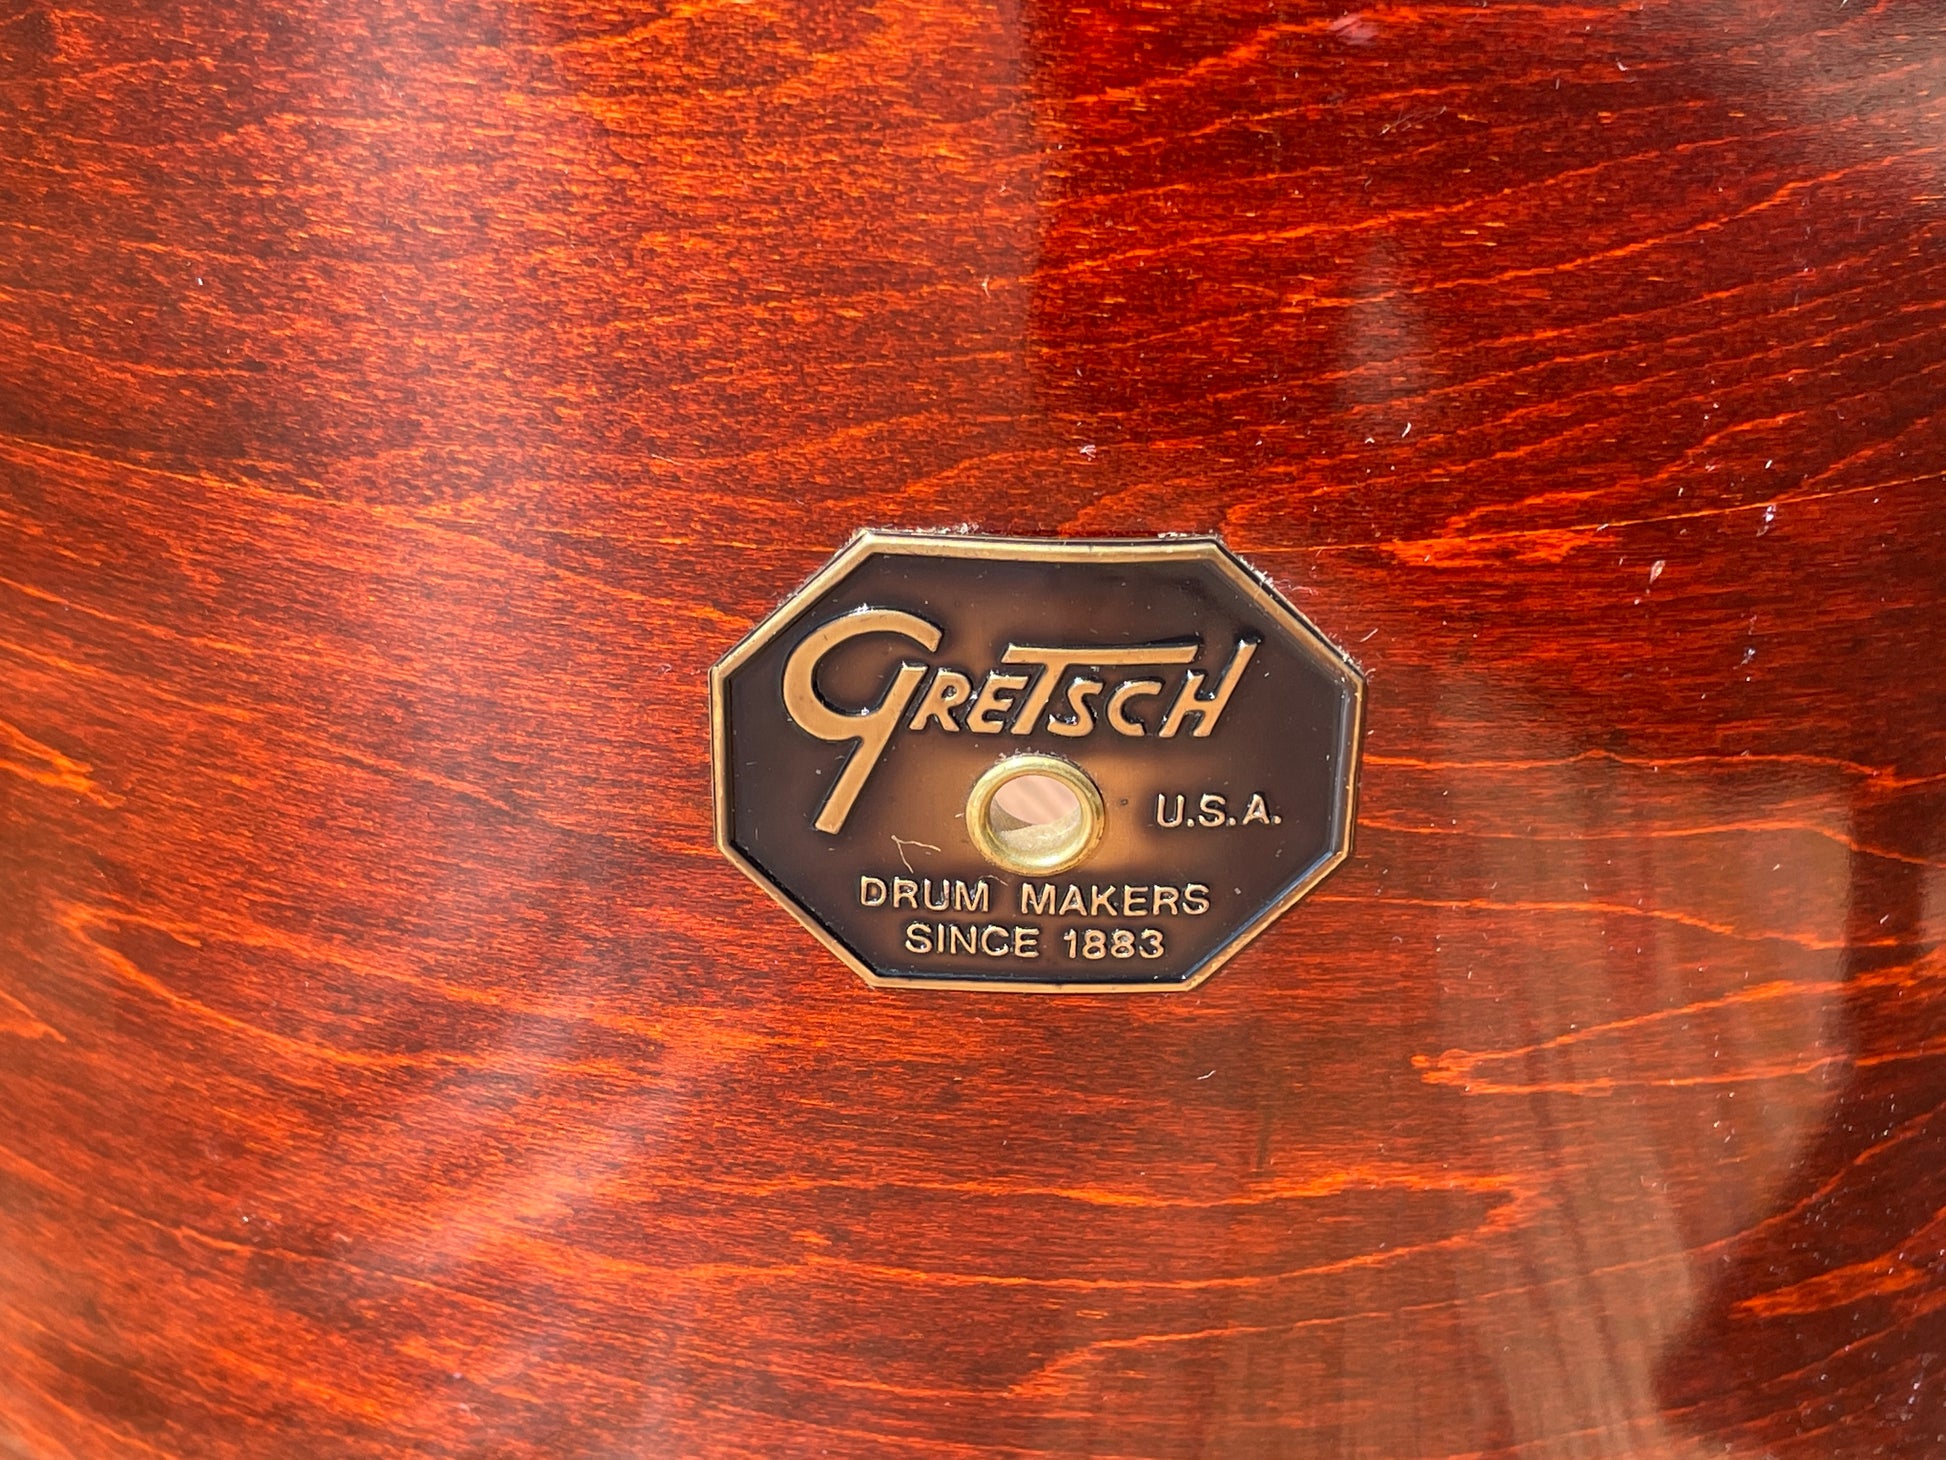 GRETSCH
U.S.A.
DRUM MAKERS
SINCE 1883